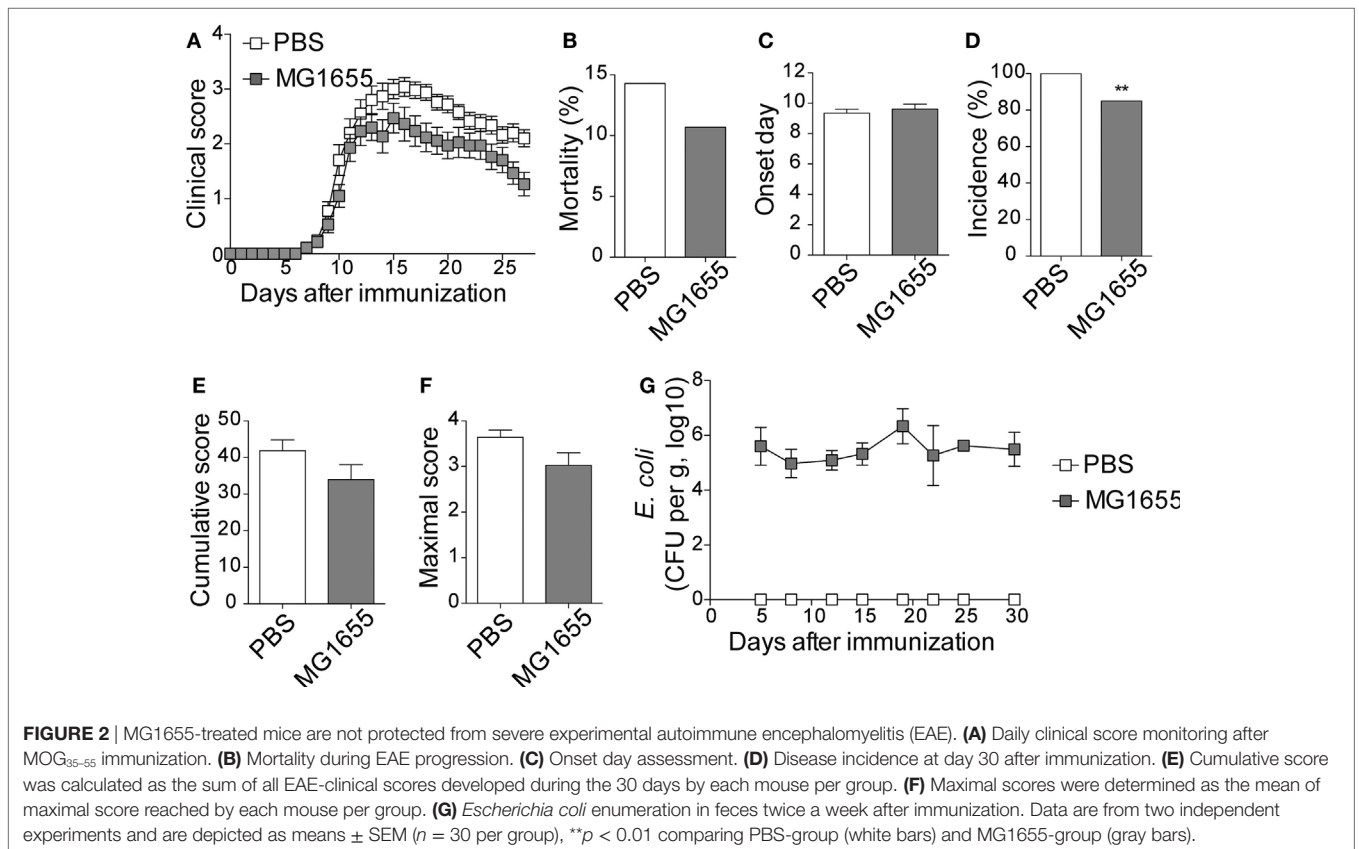 A
PBS
MG1655
Clinical score
4
3
2
1
0
0 5 10 15 20 25
Days after immunization
B
Mortality (%)
15
10
5
0
PBS
MG1655
C
Onset day
12
10
8
6
4
2
0
PBS
MG1655
D
Incidence (%)
100
80
60
40
20
0
**
PBS
MG1655
E
Cumulative score
50
40
30
20
10
0
PBS
MG1655
F
Maximal score
4
3
2
1
0
PBS
MG1655
G
E. coli
(CFU per g, log10)
8
6
4
2
0
0 5 10 15 20 25 30
Days after immunization
PBS
MG1655
FIGURE 2 | MG1655-treated mice are not protected from severe experimental autoimmune encephalomyelitis (EAE). (A) Daily clinical score monitoring after
MOG35–55 immunization. (B) Mortality during EAE progression. (C) Onset day assessment. (D) Disease incidence at day 30 after immunization. (E) Cumulative score
was calculated as the sum of all EAE-clinical scores developed during the 30 days by each mouse per group. (F) Maximal scores were determined as the mean of
maximal score reached by each mouse per group. (G) Escherichia coli enumeration in feces twice a week after immunization. Data are from two independent
experiments and are depicted as means ± SEM (n = 30 per group), **p < 0.01 comparing PBS-group (white bars) and MG1655-group (gray bars).